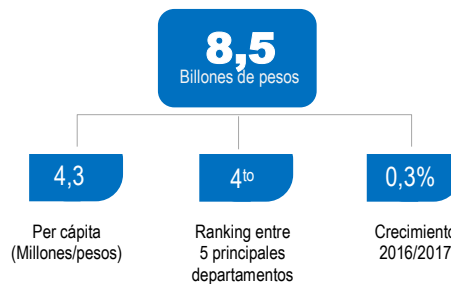 8,5
Billones de pesos
4,3
4to
0,3%
Per cápita
(Millones/pesos)
Ranking entre
5 principales
departamentos
Crecimiento
2016/2017